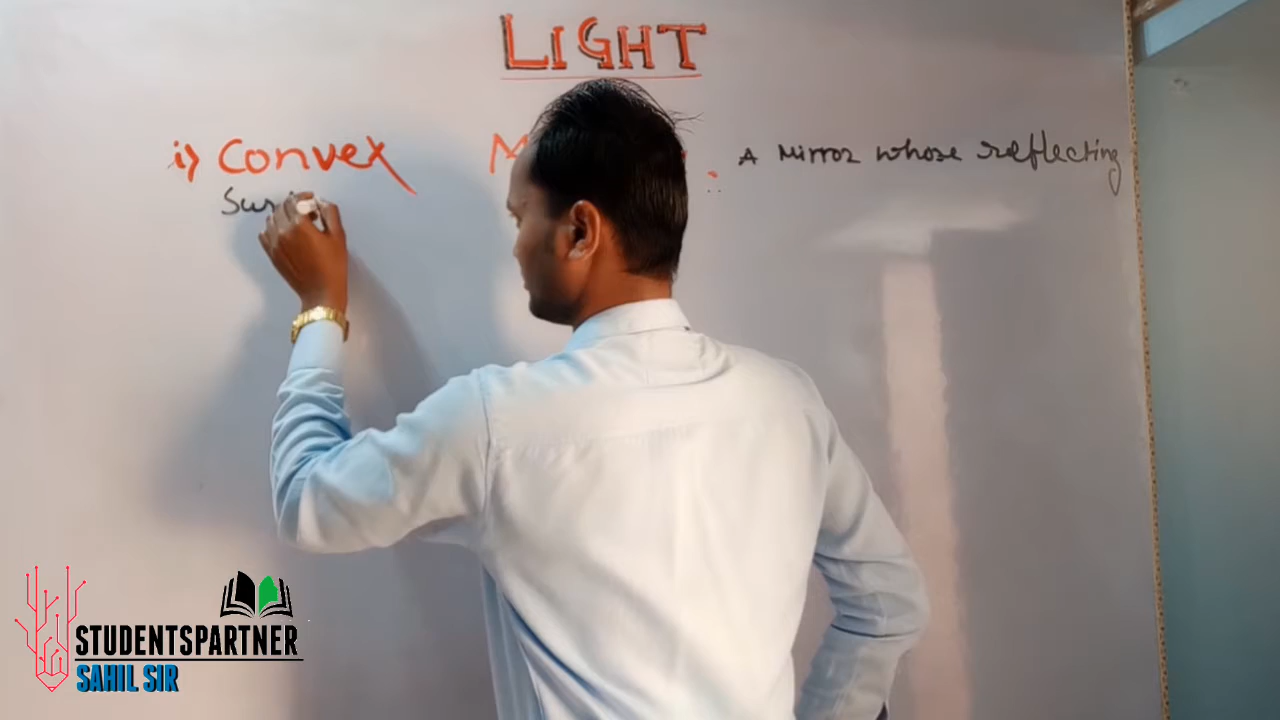 LIGHT
i) Convex : A Mirror whose reflecting
STUDENTSPARTNER
SAHIL SIR